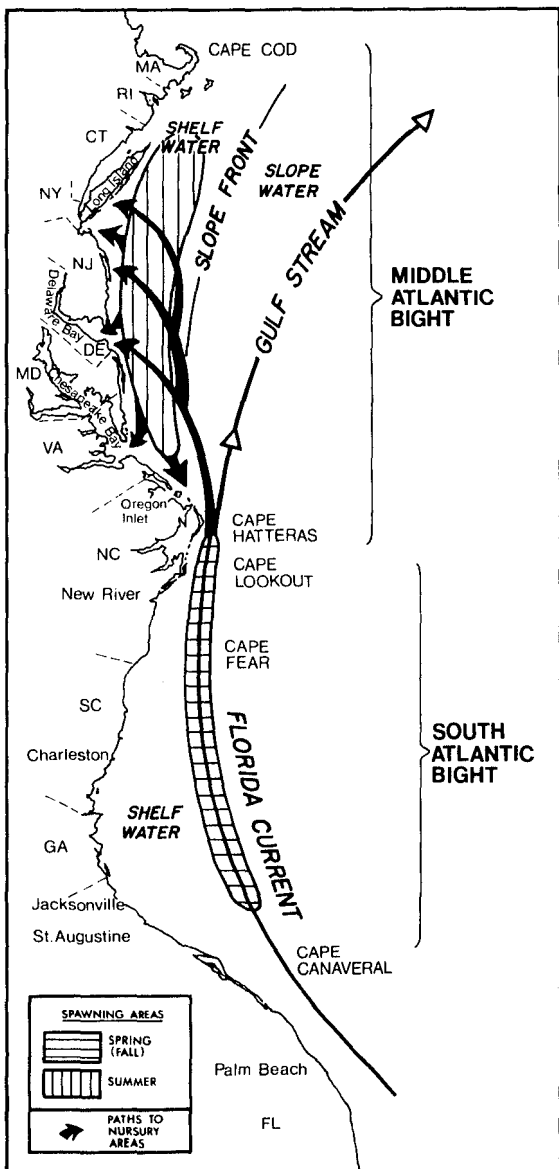 CAPE COD
MA
RI
CT
SHELF
WATER
SLOPE
WATER
SLOPE FRONT
Long Island
NY
NJ
GULF STREAM
MIDDLE
ATLANTIC
BIGHT
Delaware Bay
DE
MD
Chesapeake Bay
VA
Oregon
Inlet
CAPE
HATTERAS
NC
CAPE
LOOKOUT
New River
CAPE
FEAR
SC
FLORIDA CURRENT
SOUTH
ATLANTIC
BIGHT
Charleston
SHELF
WATER
GA
Jacksonville
St. Augustine
CAPE
CANAVERAL
SPAWNING AREAS
SPRING
(FALL)
SUMMER
PATHS TO
NURSURY
AREAS
Palm Beach
FL